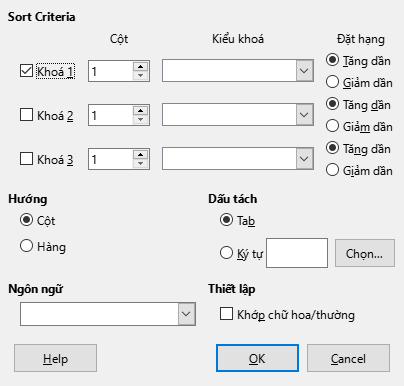 Sort Criteria
Cột Kiểu khoá Đặt hạng
Khoá 1 1 Tăng dần
Giảm dần
Khoá 2 1 Tăng dần
Giảm dần
Khoá 3 1 Tăng dần
Giảm dần
Hướng Dấu tách
Cột Tab
Hàng Ký tự Chọn...
Ngôn ngữ Thiết lập
Khớp chữ hoa/thường
Help OK Cancel